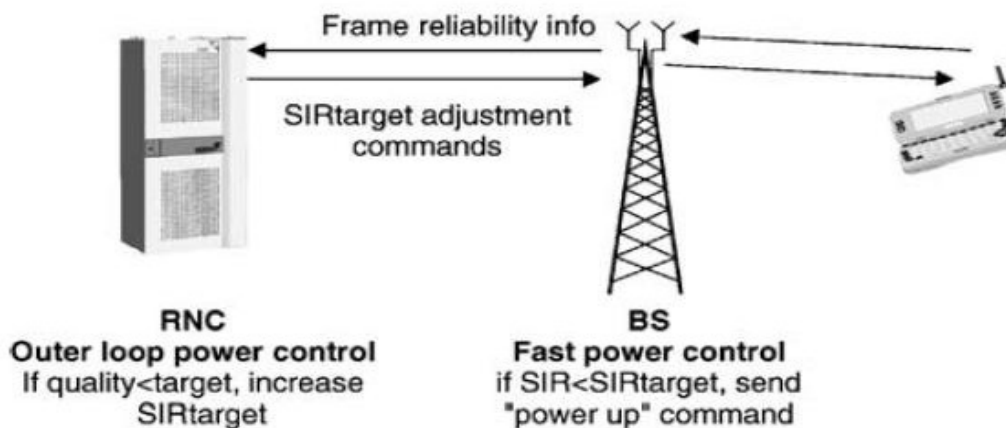 Frame reliability info
SIRtarget adjustment
commands
RNC
Outer loop power control
If quality<target, increase
SIRtarget
BS
Fast power control
if SIR<SIRtarget, send
"power up" command